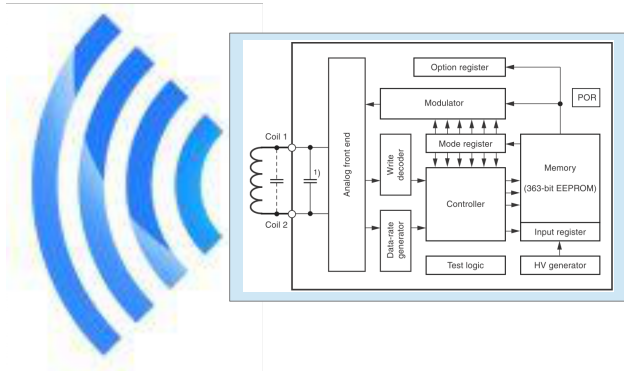 Option register
POR
Modulator
Coil 1
Mode register
1)
Analog front end
Write
decoder
Memory
(363-bit EEPROM)
Controller
Coil 2
Data-rate
generator
Input register
Test logic
HV generator